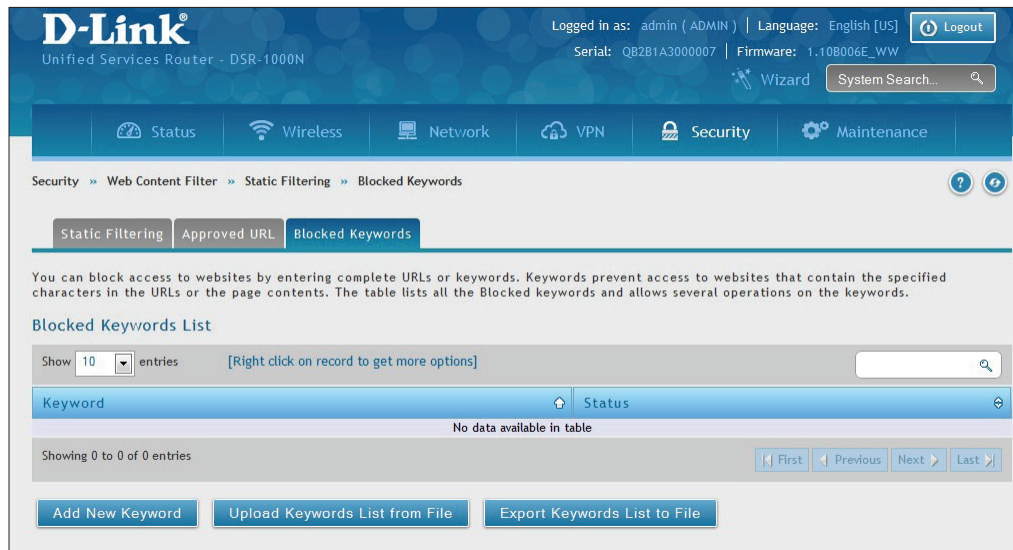 D-Link®
Logged in as: admin ( ADMIN ) | Language: English [US]
Logout
Unified Services Router - DSR-1000N
Serial: QB2B1A3000007 | Firmware: 1.10B006E_WW
Wizard
System Search...
Status
Wireless
Network
VPN
Security
Maintenance
Security » Web Content Filter » Static Filtering » Blocked Keywords
?
Static Filtering
Approved URL
Blocked Keywords
You can block access to websites by entering complete URLs or keywords. Keywords prevent access to websites that contain the specified
characters in the URLs or the page contents. The table lists all the Blocked keywords and allows several operations on the keywords.
Blocked Keywords List
Show 10 entries
[Right click on record to get more options]
Keyword
Status
No data available in table
Showing 0 to 0 of 0 entries
First
Previous
Next
Last
Add New Keyword
Upload Keywords List from File
Export Keywords List to File